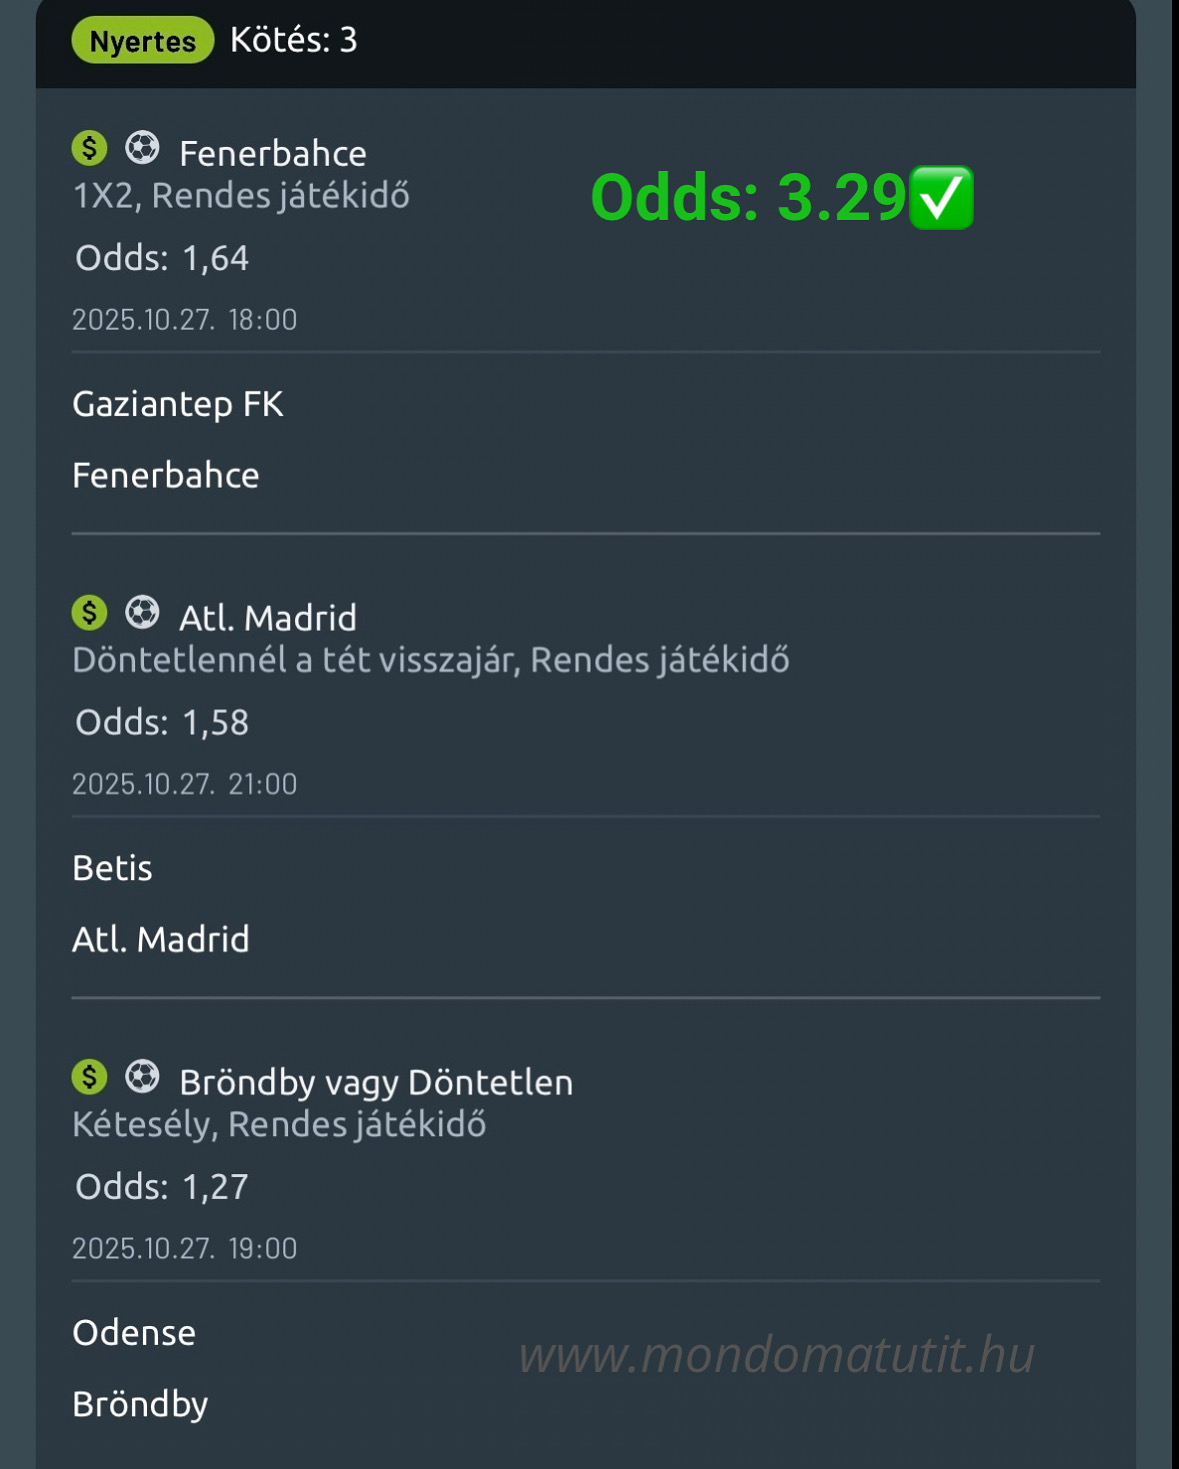 Nyertes Kötés: 3
Fenerbahce
1X2, Rendes játékidő
Odds: 3.29✅
Odds: 1,64
2025.10.27. 18:00
Gaziantep FK
Fenerbahce
Atl. Madrid
Döntetlennél a tét visszajár, Rendes játékidő
Odds: 1,58
2025.10.27. 21:00
Betis
Atl. Madrid
Bröndby vagy Döntetlen
Kétesély, Rendes játékidő
Odds: 1,27
2025.10.27. 19:00
Odense
www.mondomatutit.hu
Bröndby